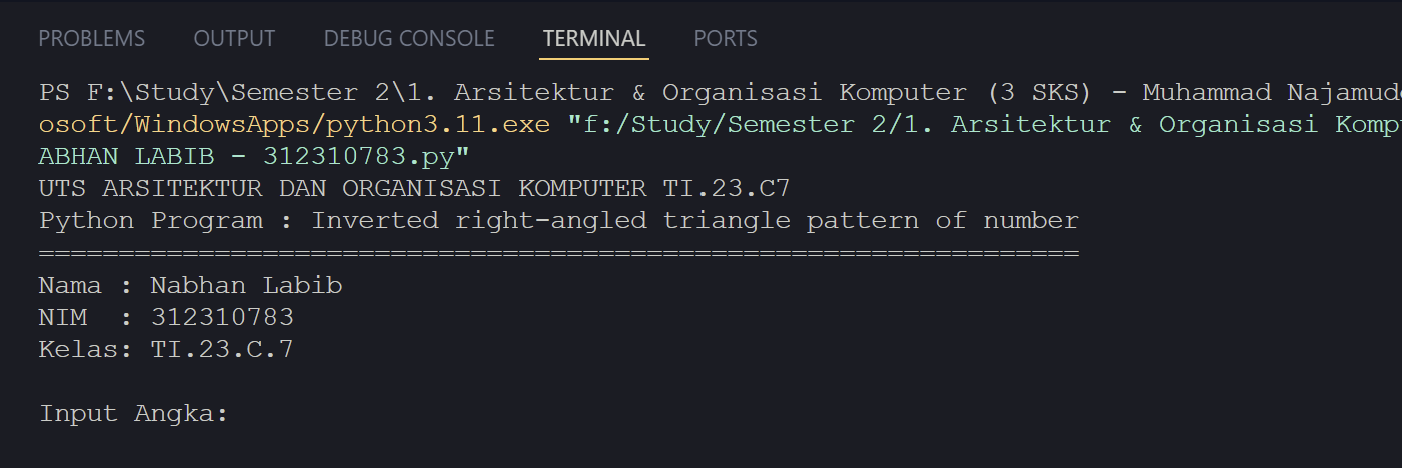 PROBLEMS OUTPUT DEBUG CONSOLE TERMINAL PORTS
PS F:\Study\Semester 2\1. Arsitektur & Organisasi Komputer (3 SKS) - Muhammad Najamud
osoft/WindowsApps/python3.11.exe "f:/Study/Semester 2/1. Arsitektur & Organisasi Komp
ABHAN LABIB - 312310783.py"
UTS ARSITEKTUR DAN ORGANISASI KOMPUTER TI.23.C7
Python Program : Inverted right-angled triangle pattern of number
=================================================================
Nama : Nabhan Labib
NIM  : 312310783
Kelas: TI.23.C.7
Input Angka: